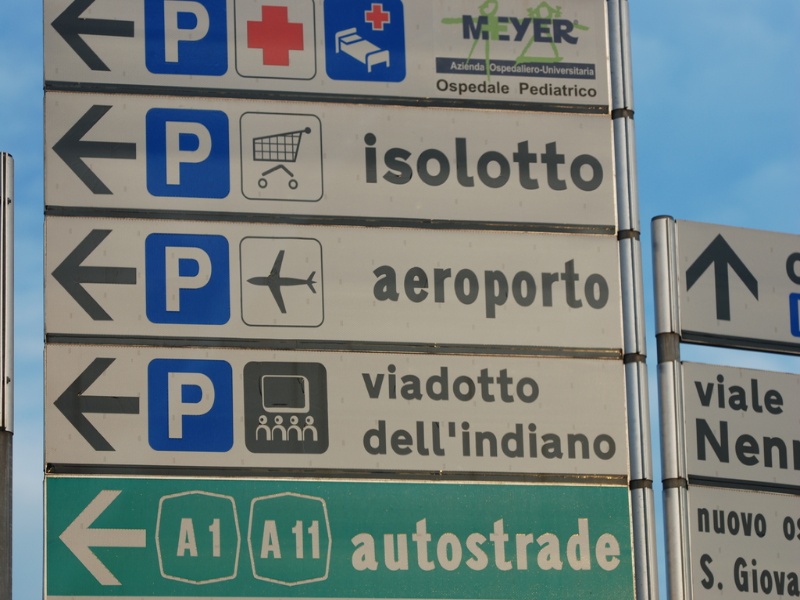 P MEYER
Azienda Ospedaliero-Universitaria
Ospedale Pediatrico
P isolotto
P aeroporto
P viadotto
dell'indiano
A1 A11 autostrade
viale
nuovo
S.